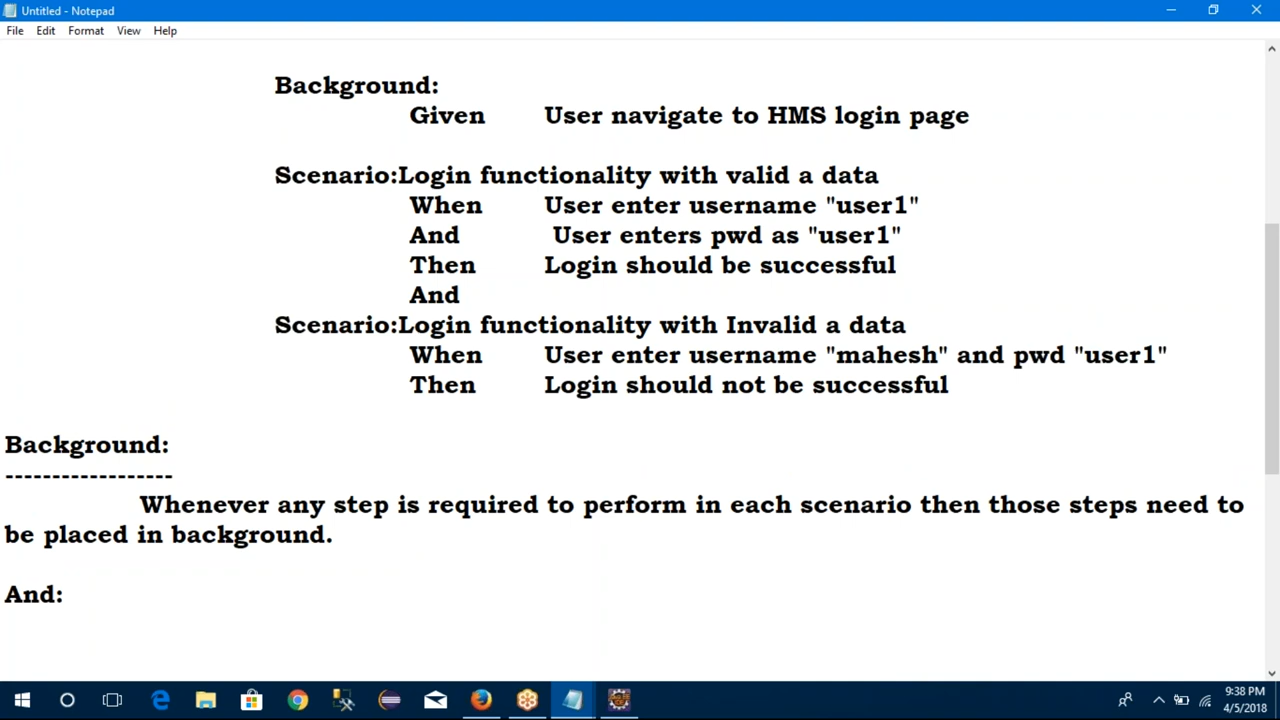 Untitled - Notepad
File Edit Format View Help
Background:
Given User navigate to HMS login page
Scenario:Login functionality with valid a data
When User enter username "user1"
And User enters pwd as "user1"
Then Login should be successful
And
Scenario:Login functionality with Invalid a data
When User enter username "mahesh" and pwd "user1"
Then Login should not be successful
Background:
------------------
Whenever any step is required to perform in each scenario then those steps need to
be placed in background.
And:
9:38 PM
4/5/2018